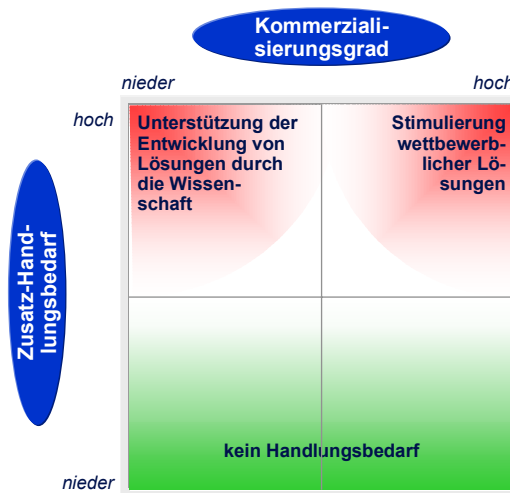 Kommerziali-
sierungsgrad
nieder
hoch
hoch
Unterstützung der
Entwicklung von
Lösungen durch
die Wissen-
schaft
Stimulierung
wettbewerb-
licher Lö-
sungen
Zusatz-Hand-
lungsbedarf
kein Handlungsbedarf
nieder